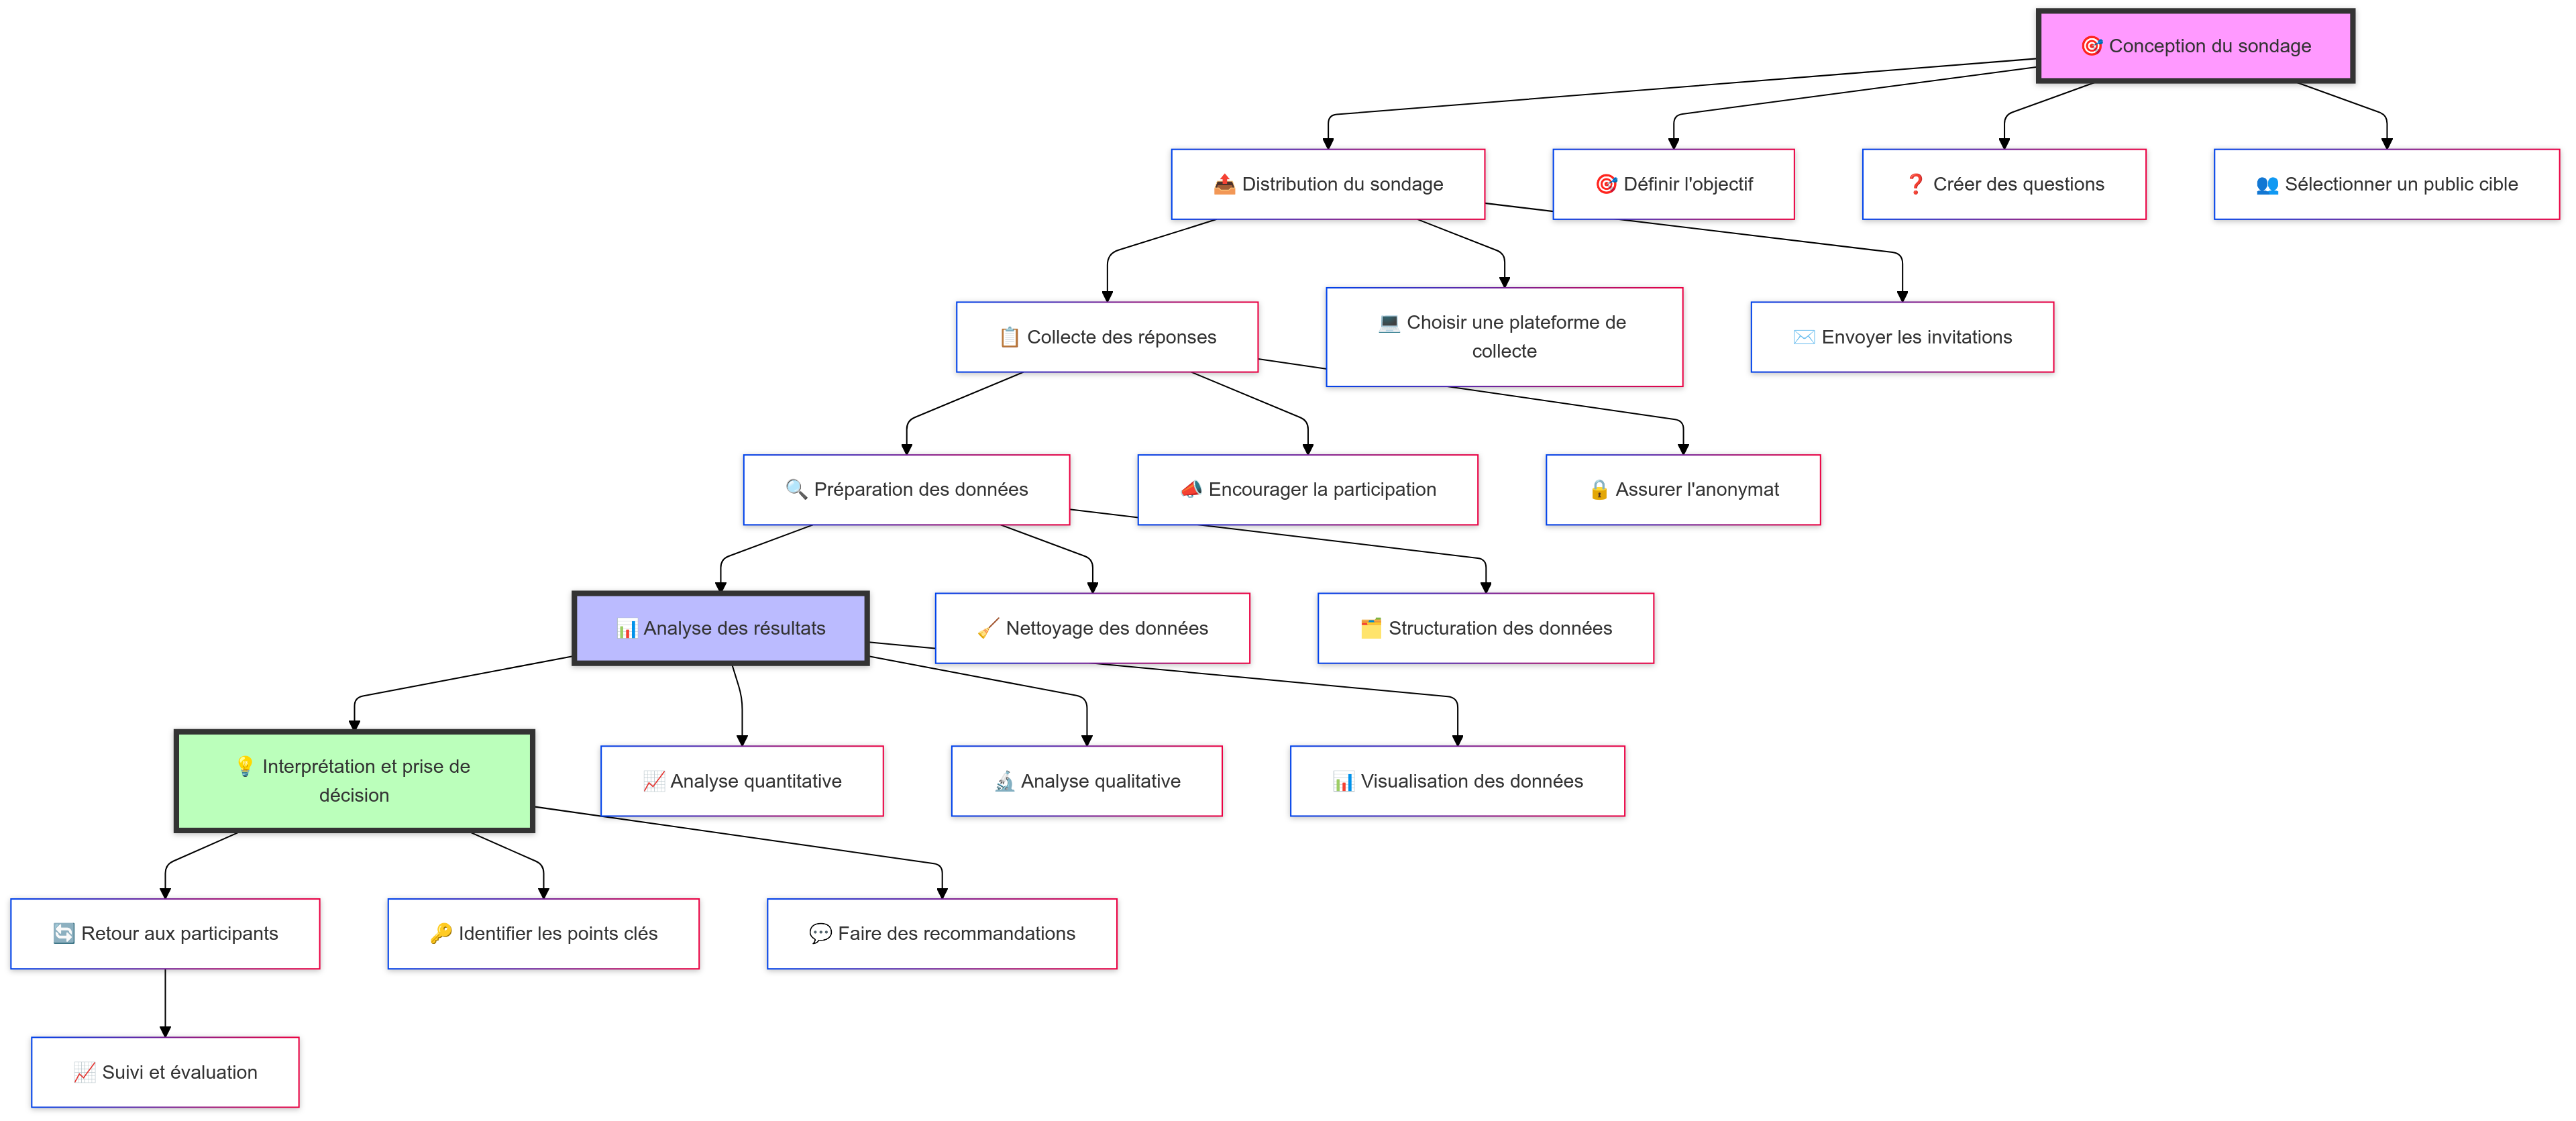 🎯 Conception du sondage
📤 Distribution du sondage
🎯 Définir l'objectif
❓ Créer des questions
👥 Sélectionner un public cible
📋 Collecte des réponses
💻 Choisir une plateforme de
collecte
✉️ Envoyer les invitations
🔍 Préparation des données
📣 Encourager la participation
🔒 Assurer l'anonymat
📊 Analyse des résultats
🧹 Nettoyage des données
🗂️ Structuration des données
💡 Interprétation et prise de
décision
📈 Analyse quantitative
🔬 Analyse qualitative
📊 Visualisation des données
🔄 Retour aux participants
🔑 Identifier les points clés
💬 Faire des recommandations
📈 Suivi et évaluation